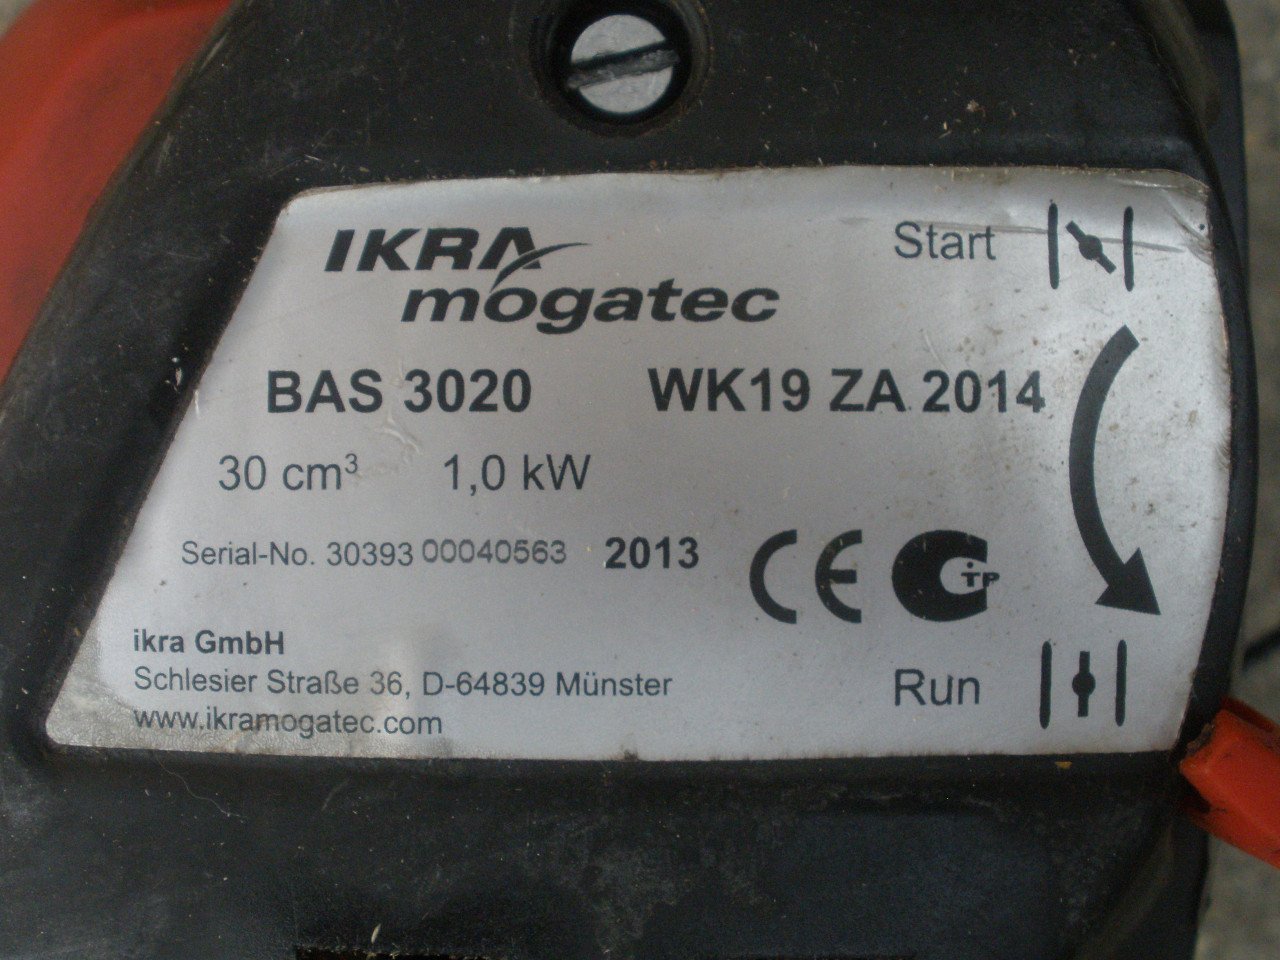 IKRA
mogatec
Start
BAS 3020 WK19 ZA 2014
30 cm³ 1,0 kW
Serial-No. 30393 00040563 2013 CE
TP
ikra GmbH
Schlesier Straße 36, D-64839 Münster
www.ikramogatec.com
Run